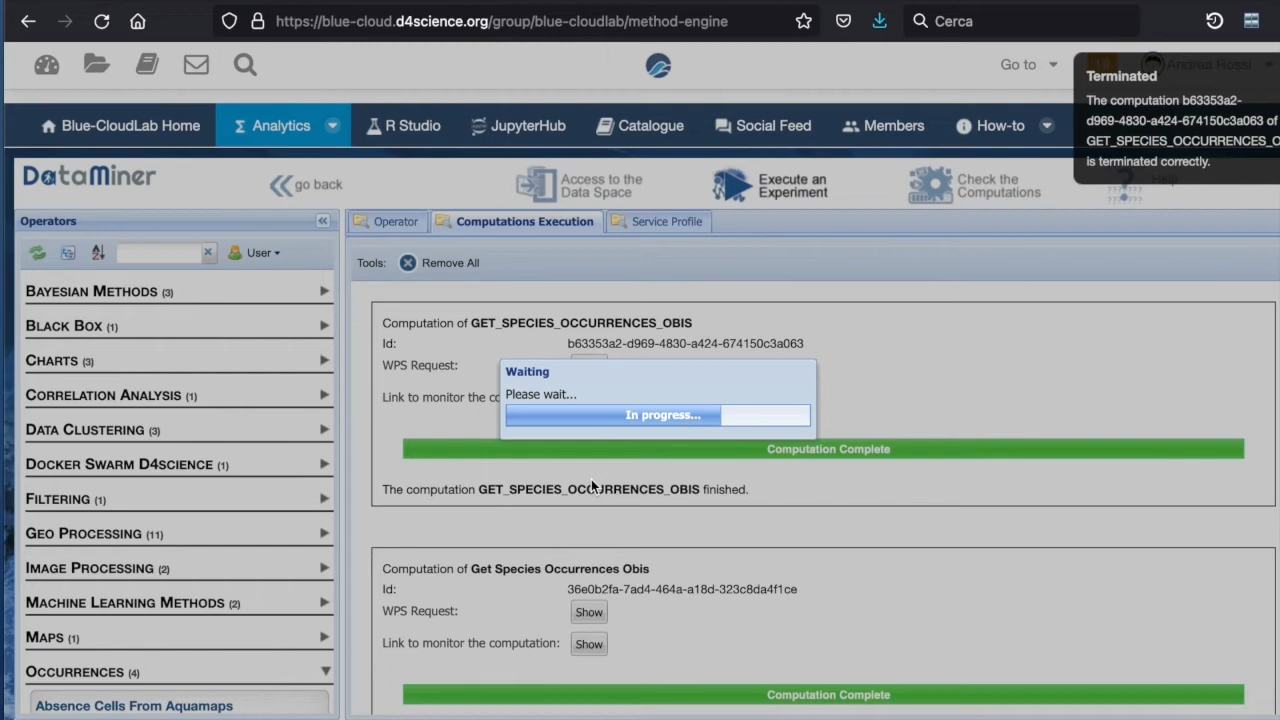 https://blue-cloud.d4science.org/group/blue-cloudlab/method-engine
Cerca
Go to
Andrea Rossi
Terminated
The computation b63353a2-
d969-4830-a424-674150c3a063 of
GET_SPECIES_OCCURRENCES_O
is terminated correctly.
Blue-CloudLab Home
Σ Analytics
R Studio
JupyterHub
Catalogue
Social Feed
Members
How-to
DataMiner
go back
Access to the
Data Space
Execute an
Experiment
Check the
Computations
Help
Operators
Operator
Computations Execution
Service Profile
User
Tools:
Remove All
BAYESIAN METHODS (3)
BLACK BOX (1)
CHARTS (3)
CORRELATION ANALYSIS (1)
DATA CLUSTERING (3)
DOCKER SWARM D4SCIENCE (1)
FILTERING (1)
GEO PROCESSING (11)
IMAGE PROCESSING (2)
MACHINE LEARNING METHODS (2)
MAPS (1)
OCCURRENCES (4)
Absence Cells From Aquamaps
Computation of GET_SPECIES_OCCURRENCES_OBIS
Id: b63353a2-d969-4830-a424-674150c3a063
WPS Request:
Link to monitor the co
Waiting
Please wait...
In progress...
Computation Complete
The computation GET_SPECIES_OCCURRENCES_OBIS finished.
Computation of Get Species Occurrences Obis
Id: 36e0b2fa-7ad4-464a-a18d-323c8da4f1ce
WPS Request: Show
Link to monitor the computation: Show
Computation Complete